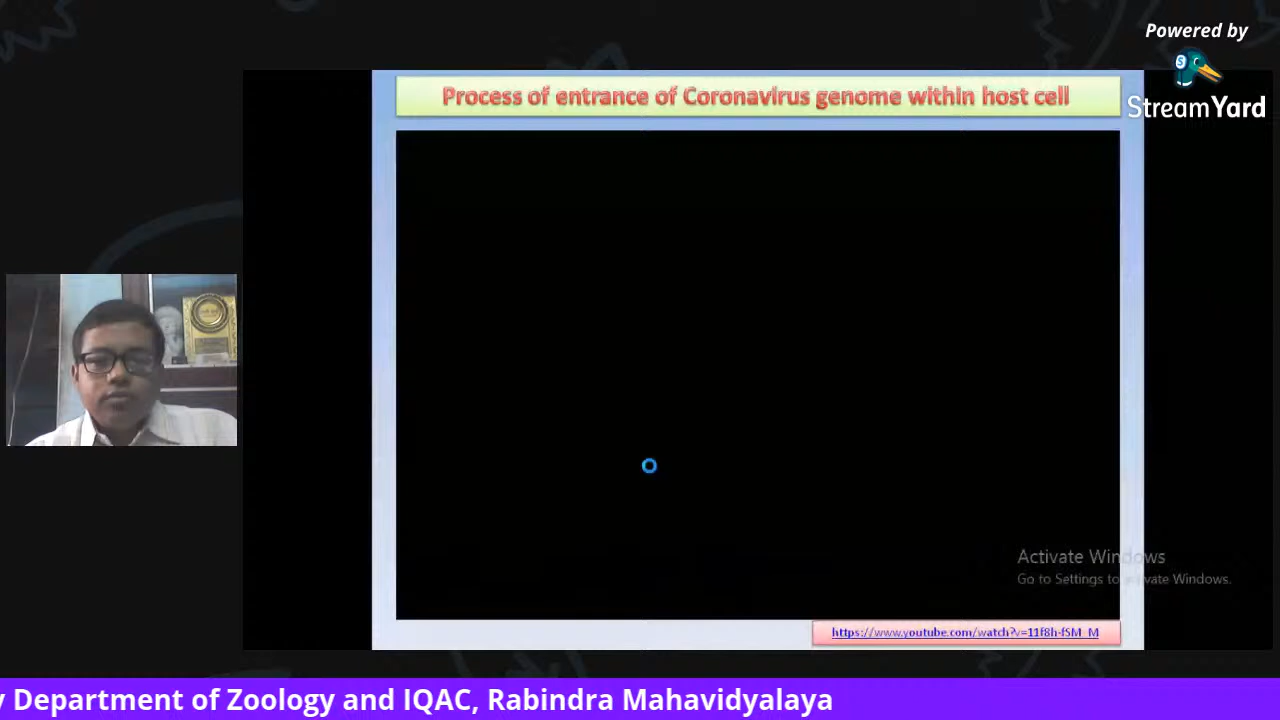 Powered by
StreamYard
Process of entrance of Coronavirus genome within host cell
Activate Windows
Go to Settings to activate Windows.
https://www.youtube.com/watch?v=11f8h-fSM_M
Department of Zoology and IQAC, Rabindra Mahavidyalaya